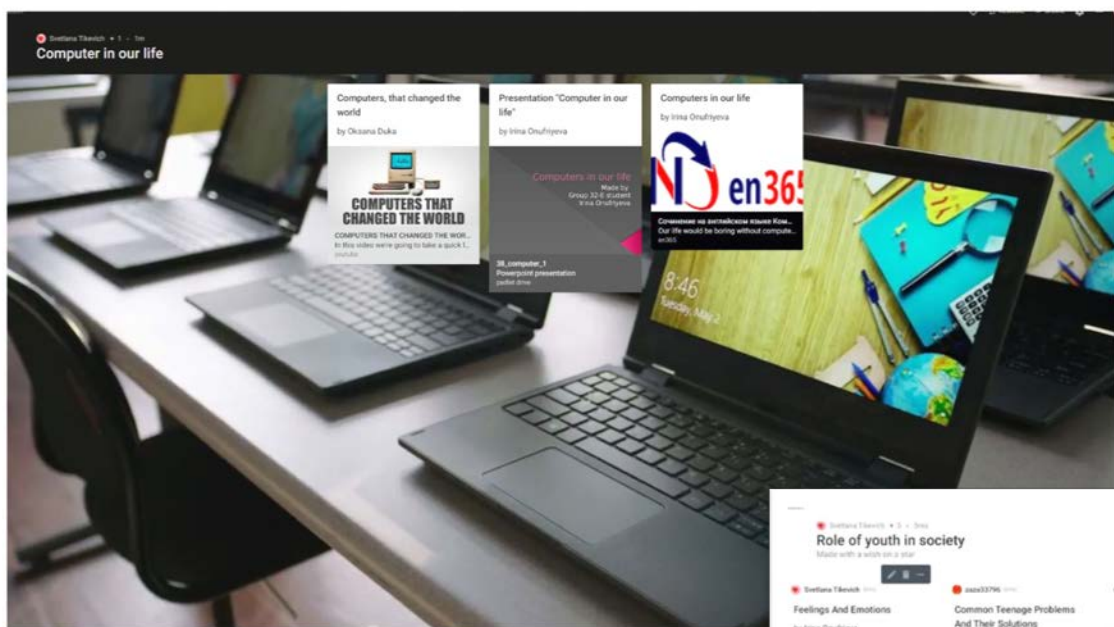 Svetlana Tikevich + 1 • 1m
Computer in our life
Computers, that changed the
world
by Oksana Duka
COMPUTERS THAT
CHANGED THE WORLD
COMPUTERS THAT CHANGED THE WOR...
In this video we're going to take a quick l...
youtube
Presentation "Computer in our
life"
by Irina Onufriyeva
Computers in our life
Made by
Group 32-E student
Irina Onufriyeva
38_computer_1
Powerpoint presentation
padlet drive
Computers in our life
by Irina Onufriyeva
en365
Сочинение на английском языке Ком...
Our life would be boring without compute...
en365
8:46
Tuesday, May 2
Svetlana Tikevich + 5 •
Role of youth in society
Made with a wish on a star
Svetlana Tikevich
Feelings And Emotions
zaza33796
Common Teenage Problems
And Their Solutions